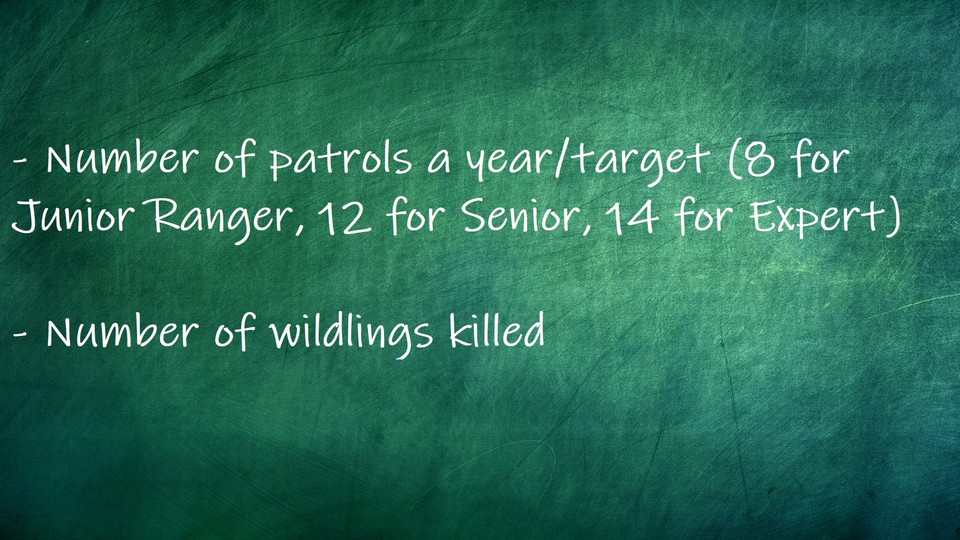 - Number of patrols a year/target (8 for
Junior Ranger, 12 for Senior, 14 for Expert)
- Number of wildlings killed